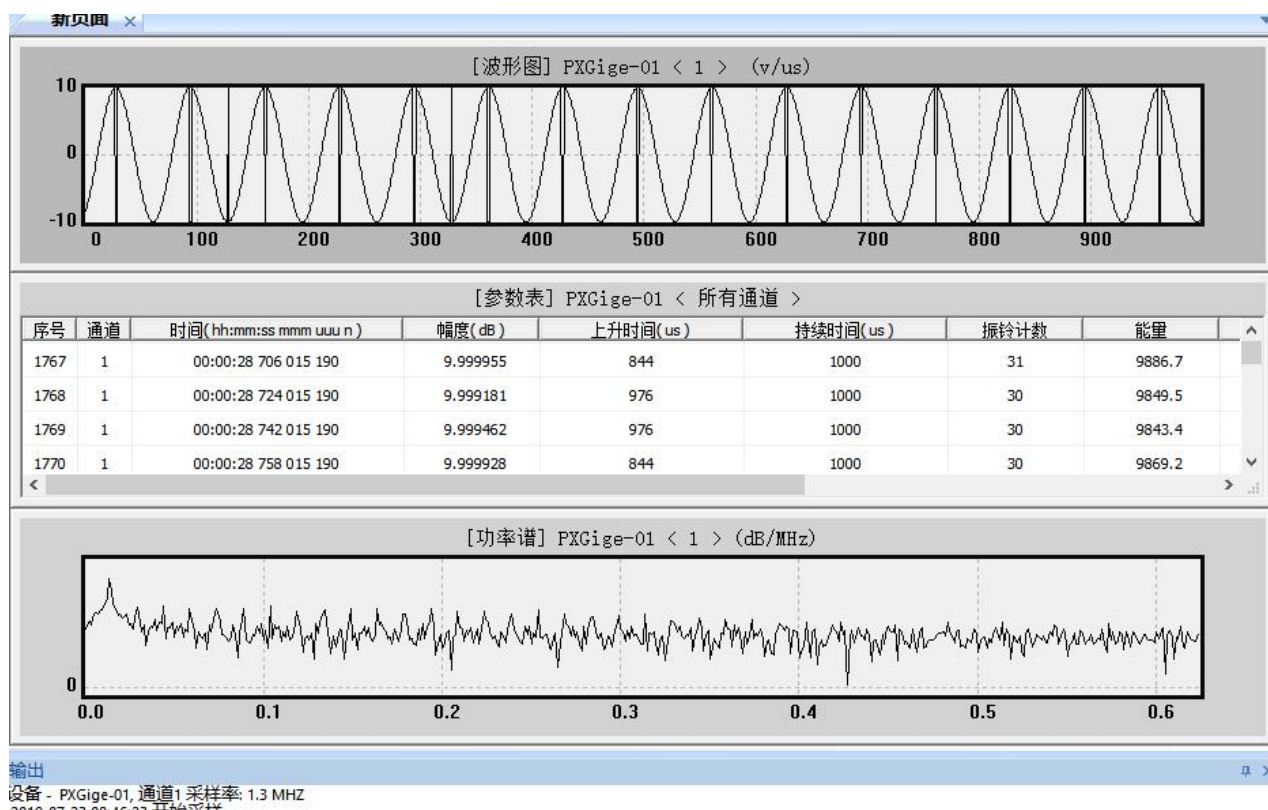 新页面
[波形图] PXGige-01 < 1 > (v/us)
10
0
-10
0 100 200 300 400 500 600 700 800 900
[参数表] PXGige-01 < 所有通道 >
序号 通道 时间(hh:mm:ss mmm uuu n) 幅度(dB) 上升时间(us) 持续时间(us) 振铃计数 能量
1767 1 00:00:28 706 015 190 9.999955 844 1000 31 9886.7
1768 1 00:00:28 724 015 190 9.999181 976 1000 30 9849.5
1769 1 00:00:28 742 015 190 9.999462 976 1000 30 9843.4
1770 1 00:00:28 758 015 190 9.999928 844 1000 30 9869.2
[功率谱] PXGige-01 < 1 > (dB/MHz)
0
0.0 0.1 0.2 0.3 0.4 0.5 0.6
输出
设备 - PXGige-01, 通道1 采样率: 1.3 MHZ
开始采样